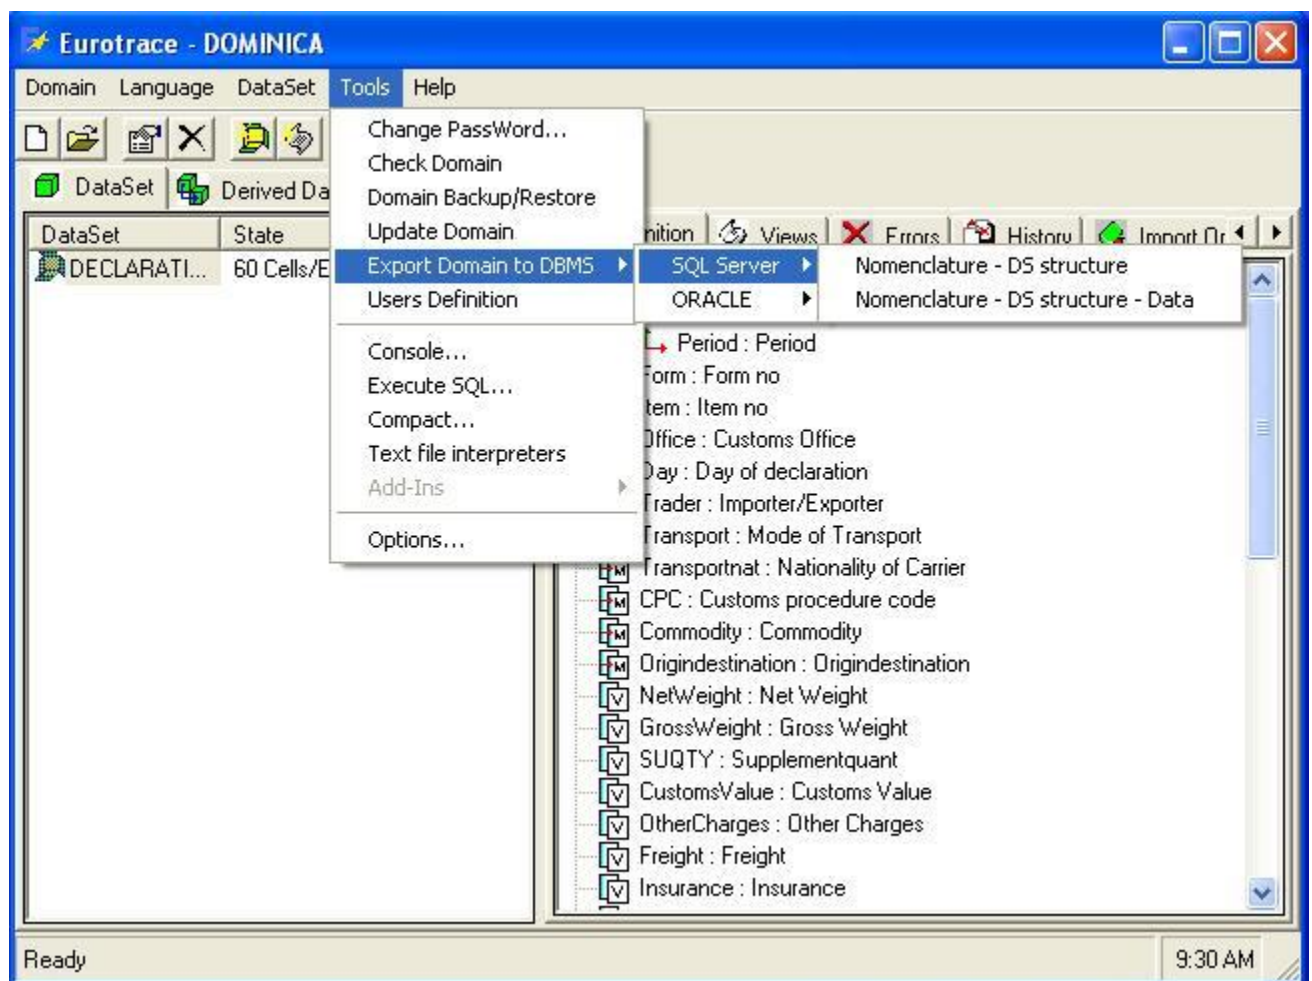 Eurotrace - DOMINICA
Domain Language DataSet Tools Help
Change PassWord...
Check Domain
Domain Backup/Restore
Update Domain
Export Domain to DBMS
Users Definition
Console...
Execute SQL...
Compact...
Text file interpreters
Add-Ins
Options...
SQL Server
ORACLE
Nomenclature - DS structure
Nomenclature - DS structure - Data
DataSet Derived Da
DataSet State
DECLARATI... 60 Cells/E
nition Views Errors History Import Or
Period : Period
Form : Form no
Item : Item no
Office : Customs Office
Day : Day of declaration
Trader : Importer/Exporter
Transport : Mode of Transport
Transportnat : Nationality of Carrier
CPC : Customs procedure code
Commodity : Commodity
Origindestination : Origindestination
NetWeight : Net Weight
GrossWeight : Gross Weight
SUQTY : Supplementquant
CustomsValue : Customs Value
OtherCharges : Other Charges
Freight : Freight
Insurance : Insurance
Ready 9:30 AM